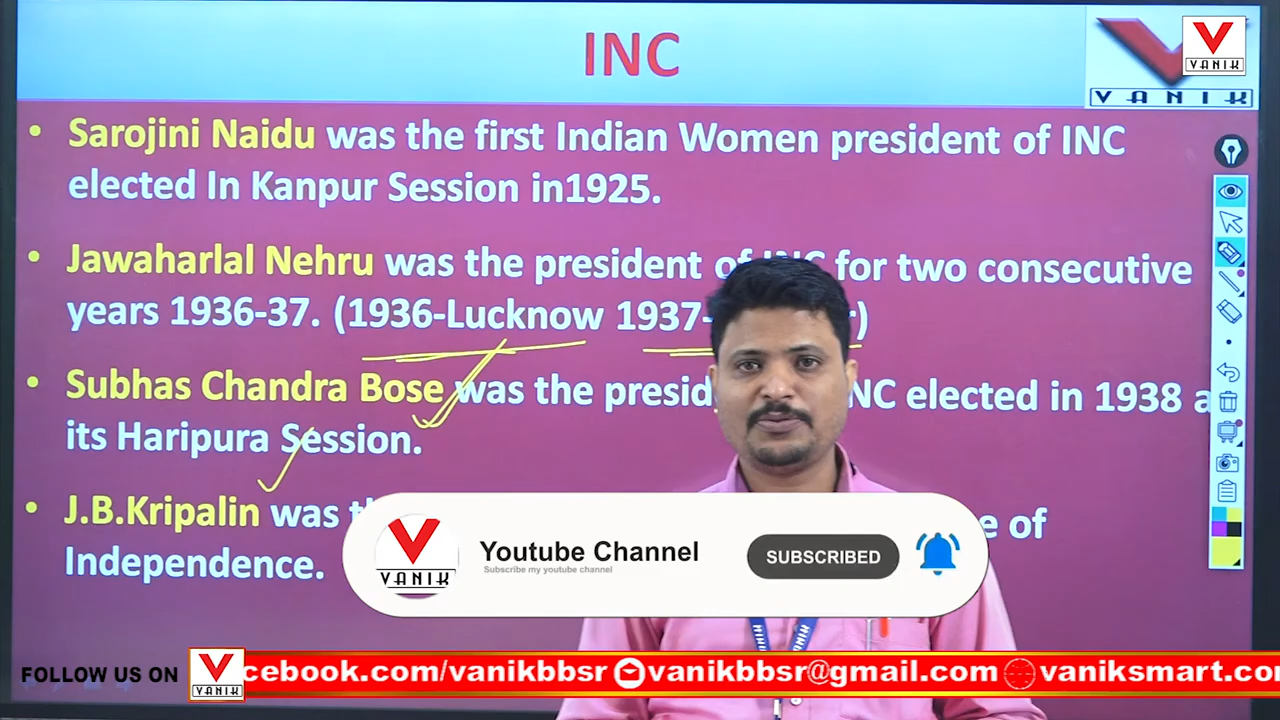 INC
VANIK
VANIK
Sarojini Naidu was the first Indian Women president of INC
elected In Kanpur Session in1925.
Jawaharlal Nehru was the president of INC for two consecutive
years 1936-37. (1936-Lucknow 1937-
Subhas Chandra Bose was the presid NC elected in 1938 a
its Haripura Session.
J.B.Kripalin was th e of
Independence.
VANIK
Youtube Channel
Subscribe my youtube channel
SUBSCRIBED
FOLLOW US ON
VANIK
cebook.com/vanikbbsr vanikbbsr@gmail.com vaniksmart.com